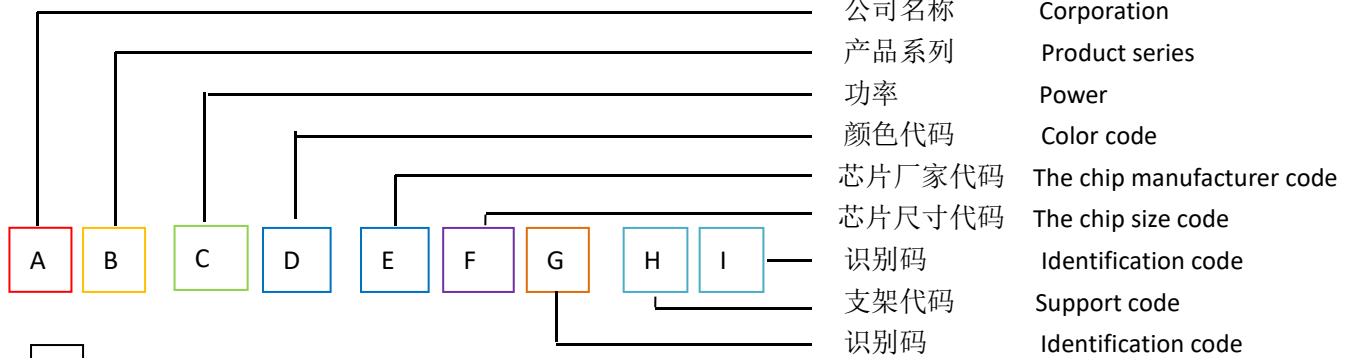 公司名称 Corporation
产品系列 Product series
功率 Power
颜色代码 Color code
芯片厂家代码 The chip manufacturer code
芯片尺寸代码 The chip size code
A B C D E F G H I 识别码 Identification code
支架代码 Support code
识别码 Identification code